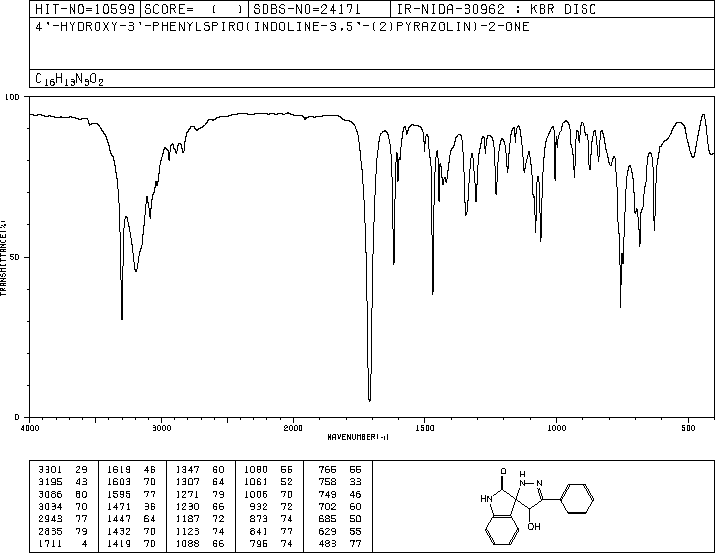 HIT-NO=10599 SCORE= ( ) SDBS-NO=24171 IR-NIDA-30962 : KBR DISC
4'-HYDROXY-3'-PHENYLSPIRO(INDOLINE-3,5'-(2)PYRAZOLIN)-2-ONE
C16H13N3O2
100
50
0
TRANSMITTANCE(%)
4000 3000 2000 1500 1000 500
WAVENUMBER(-1)
3301 29 1619 46 1347 60 1080 56 766 55
3195 43 1603 70 1307 64 1061 52 758 33
3086 60 1595 77 1271 79 1006 70 749 46
3034 70 1471 36 1230 66 932 72 702 60
2943 77 1447 64 1187 72 873 74 685 50
2885 79 1432 70 1123 74 841 77 629 55
1711 4 1419 70 1088 66 796 74 483 77
O
H
N N
HN
OH